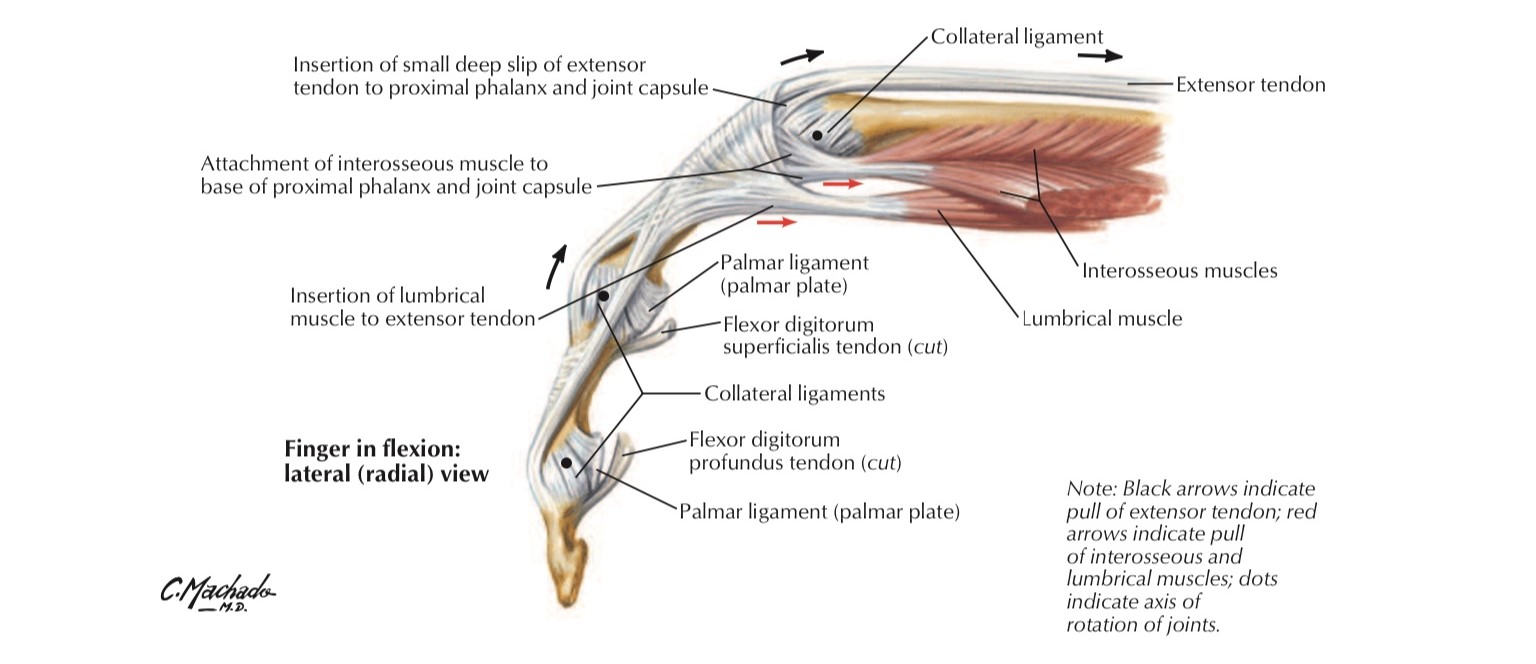 Collateral ligament
Insertion of small deep slip of extensor
tendon to proximal phalanx and joint capsule
Extensor tendon
Attachment of interosseous muscle to
base of proximal phalanx and joint capsule
Palmar ligament
(palmar plate)
Interosseous muscles
Insertion of lumbrical
muscle to extensor tendon
Flexor digitorum
superficialis tendon (cut)
Lumbrical muscle
Collateral ligaments
Finger in flexion:
lateral (radial) view
Flexor digitorum
profundus tendon (cut)
Palmar ligament (palmar plate)
Note: Black arrows indicate
pull of extensor tendon; red
arrows indicate pull
of interosseous and
lumbrical muscles; dots
indicate axis of
rotation of joints.
C.Machado
M.D.